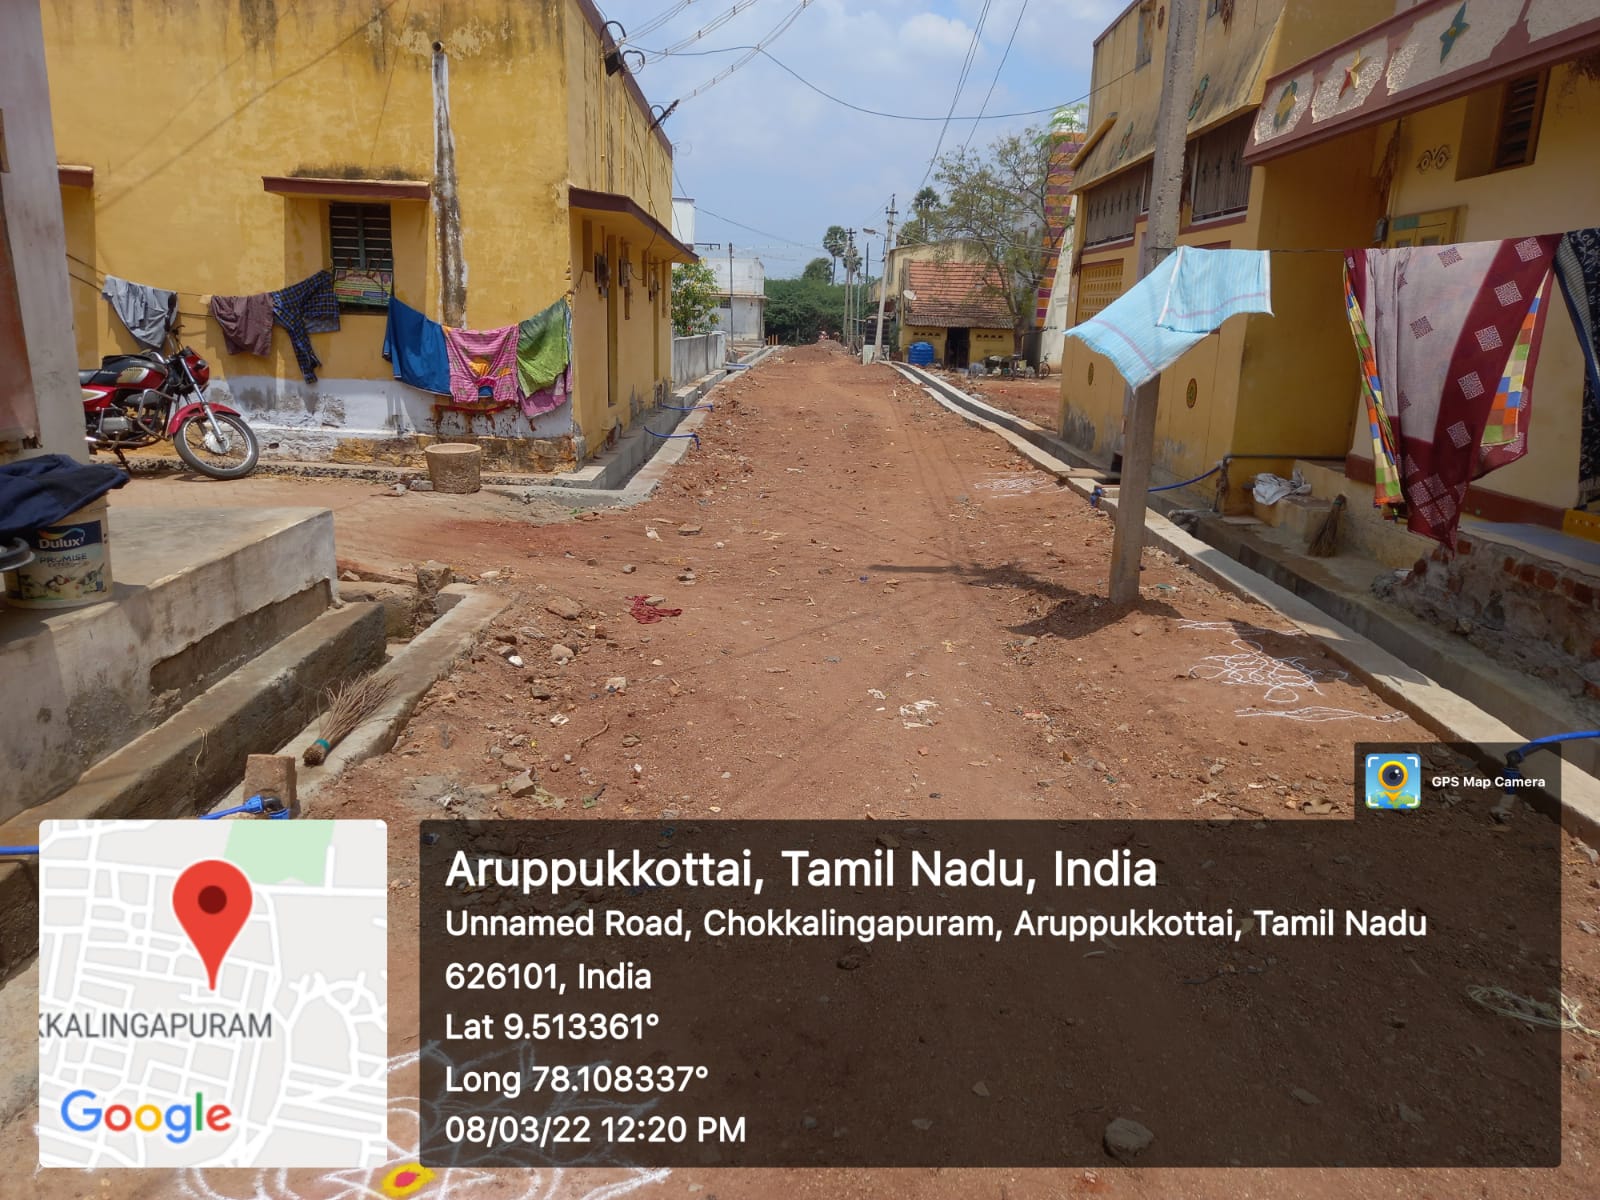 Dulux
PROMISE
GPS Map Camera
Aruppukkottai, Tamil Nadu, India
Unnamed Road, Chokkalingapuram, Aruppukkottai, Tamil Nadu
626101, India
Lat 9.513361°
Long 78.108337°
08/03/22 12:20 PM
KKALINGAPURAM
Google